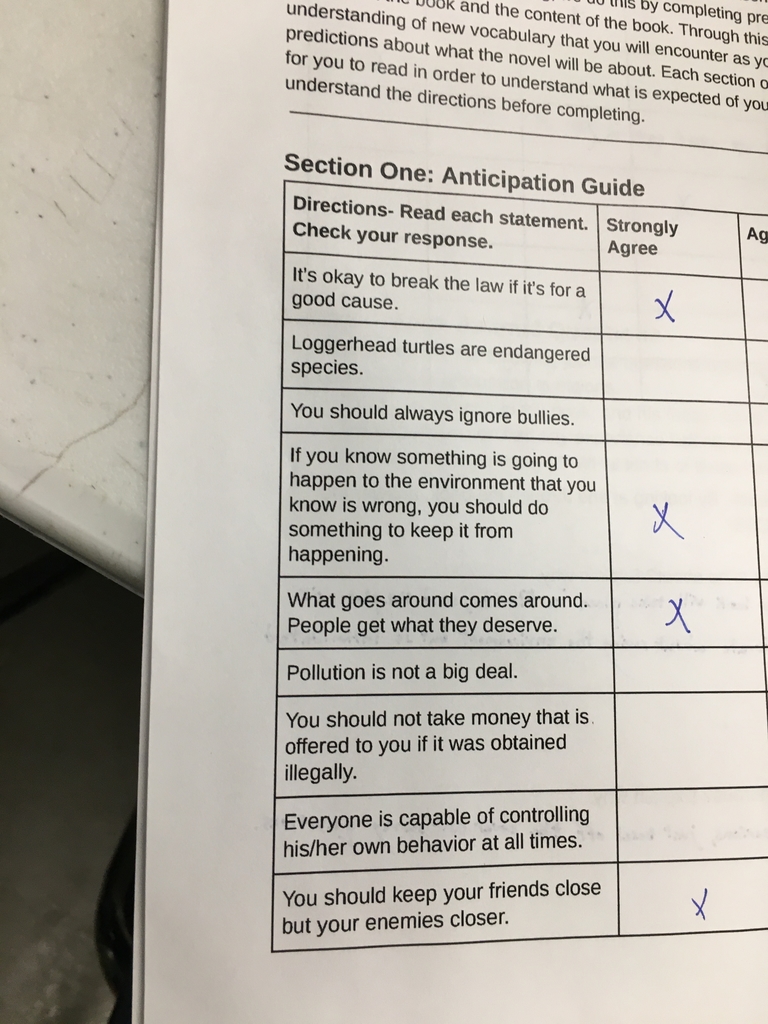 this by completing pre
book and the content of the book. Through this
understanding of new vocabulary that you will encounter as yo
predictions about what the novel will be about. Each section o
for you to read in order to understand what is expected of you
understand the directions before completing.
Section One: Anticipation Guide
Directions- Read each statement. Strongly Ag
Check your response. Agree
It's okay to break the law if it's for a
good cause. X
Loggerhead turtles are endangered
species.
You should always ignore bullies.
If you know something is going to
happen to the environment that you
know is wrong, you should do X
something to keep it from
happening.
What goes around comes around. X
People get what they deserve.
Pollution is not a big deal.
You should not take money that is
offered to you if it was obtained
illegally.
Everyone is capable of controlling
his/her own behavior at all times.
You should keep your friends close X
but your enemies closer.